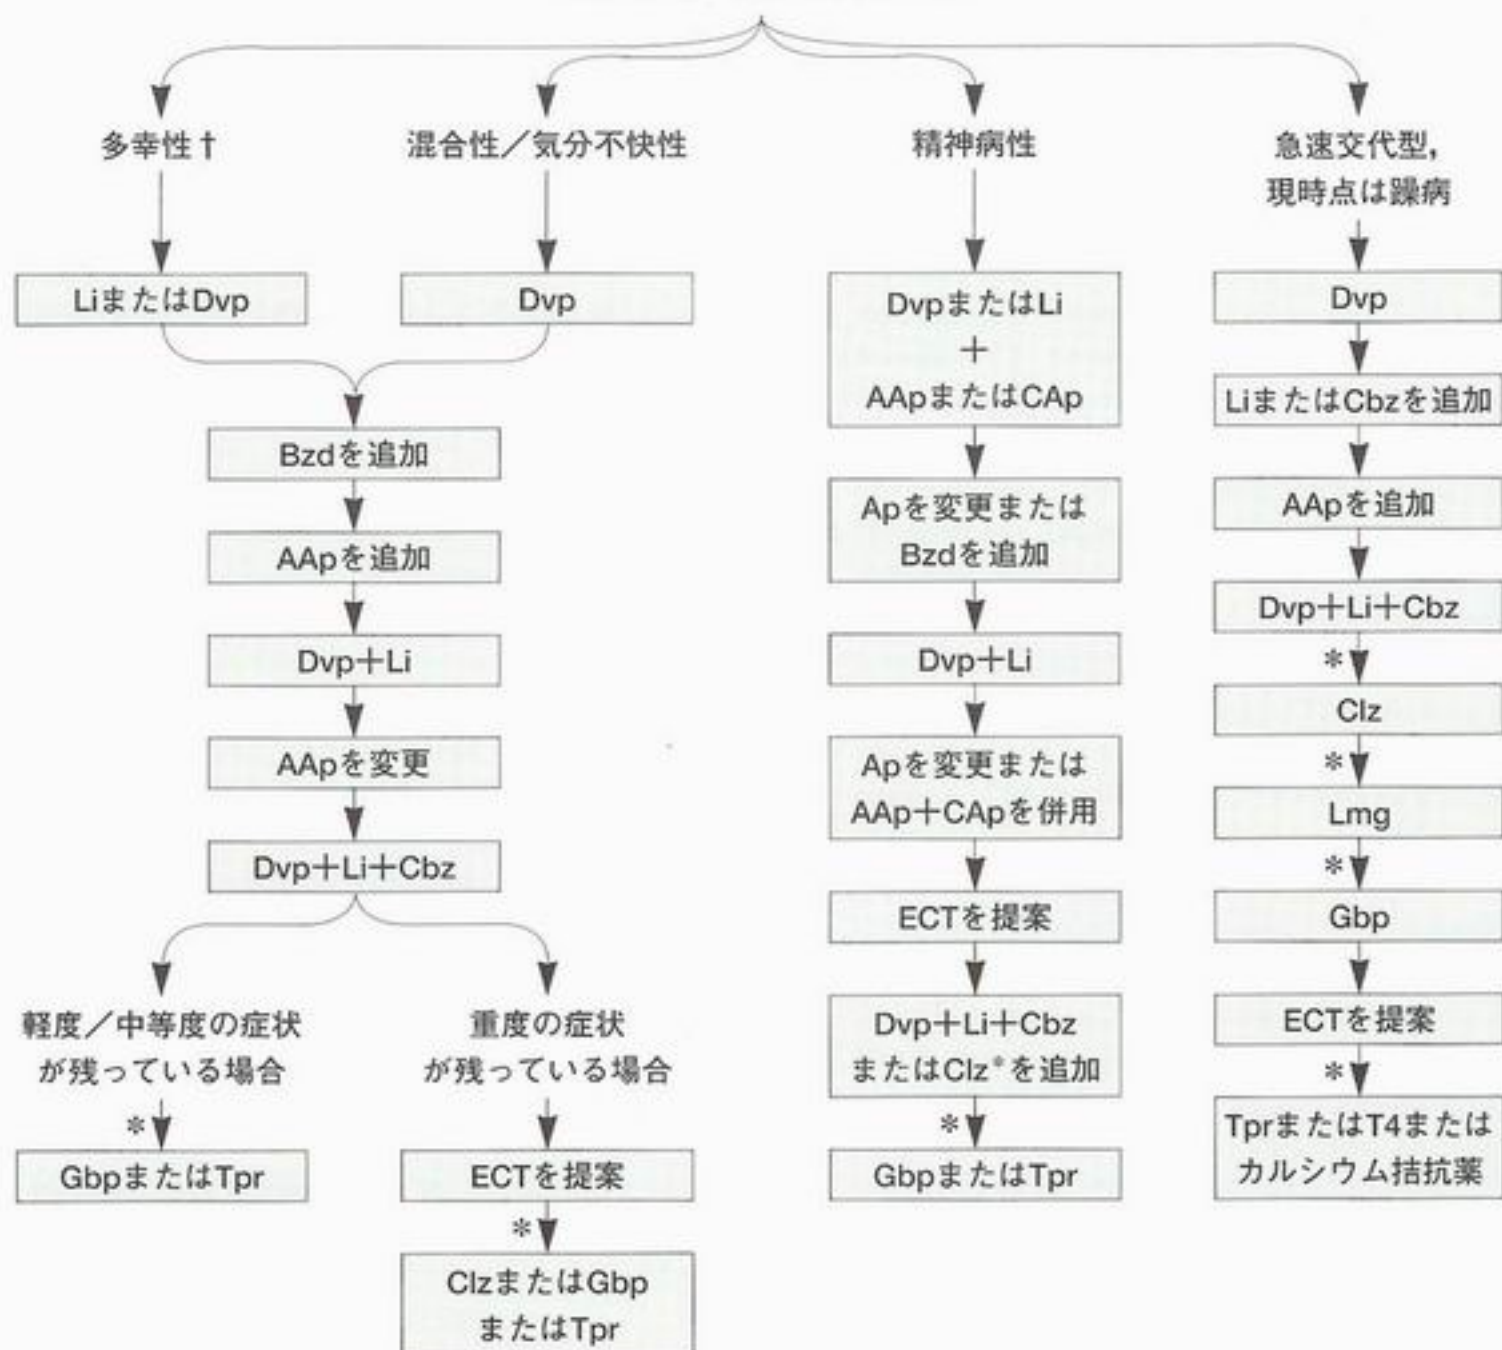 多幸性†
LiまたはDvp
混合性／気分不快性
Dvp
Bzdを追加
AApを追加
Dvp＋Li
AApを変更
Dvp＋Li＋Cbz
軽度／中等度の症状
が残っている場合
*
GbpまたはTpr
重度の症状
が残っている場合
ECTを提案
*
ClzまたはGbp
またはTpr
精神病性
DvpまたはLi
＋
AApまたはCAp
Apを変更または
Bzdを追加
Dvp＋Li
Apを変更または
AAp＋CApを併用
ECTを提案
Dvp＋Li＋Cbz
またはClz*を追加
*
GbpまたはTpr
急速交代型,
現時点は躁病
Dvp
LiまたはCbzを追加
AApを追加
Dvp＋Li＋Cbz
*
Clz
*
Lmg
*
Gbp
ECTを提案
*
TprまたはT4または
カルシウム拮抗薬